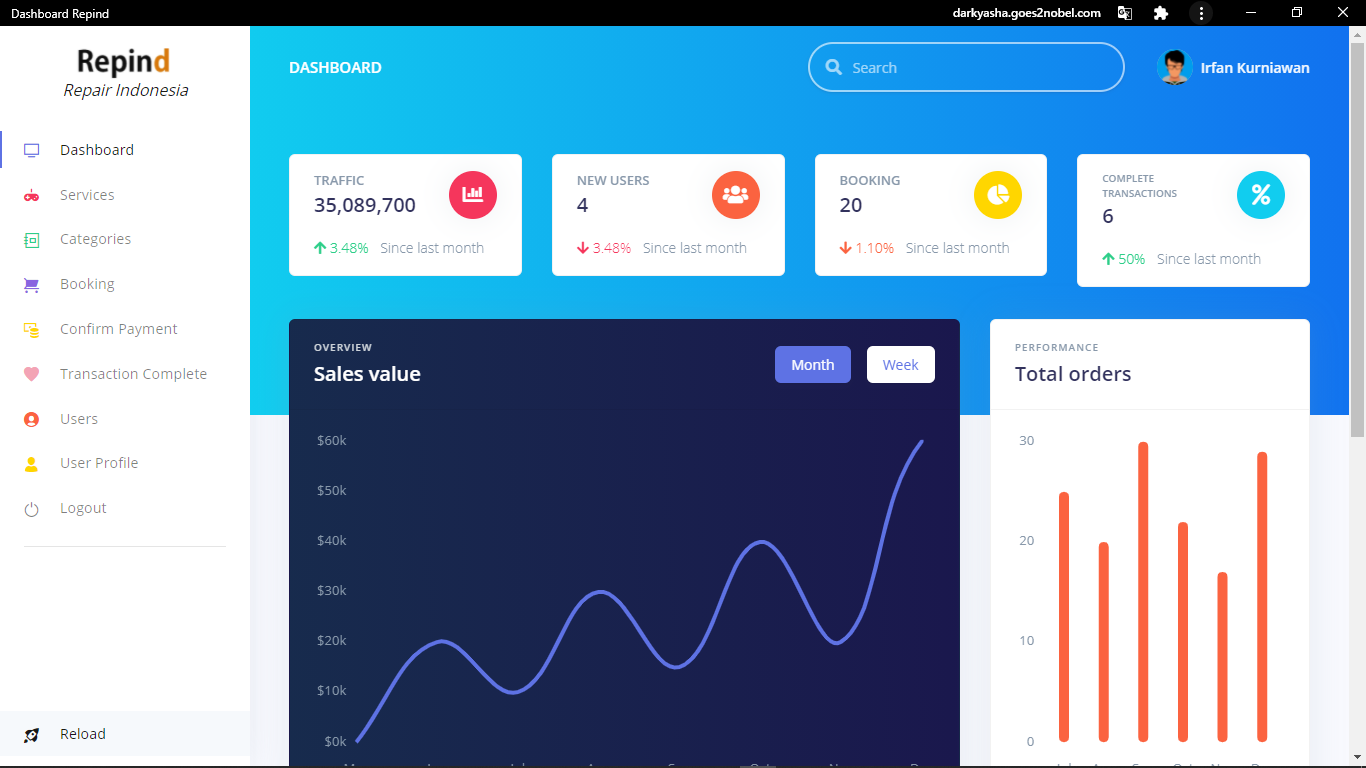 Dashboard Repind
darkyasha.goes2nobel.com
Repind
Repair Indonesia
Dashboard
Services
Categories
Booking
Confirm Payment
Transaction Complete
Users
User Profile
Logout
Reload
DASHBOARD
Search
Irfan Kurniawan
TRAFFIC
35,089,700
3.48% Since last month
NEW USERS
4
3.48% Since last month
BOOKING
20
1.10% Since last month
COMPLETE
TRANSACTIONS
6
50% Since last month
OVERVIEW
Sales value
Month Week
$60k
$50k
$40k
$30k
$20k
$10k
$0k
PERFORMANCE
Total orders
30
20
10
0